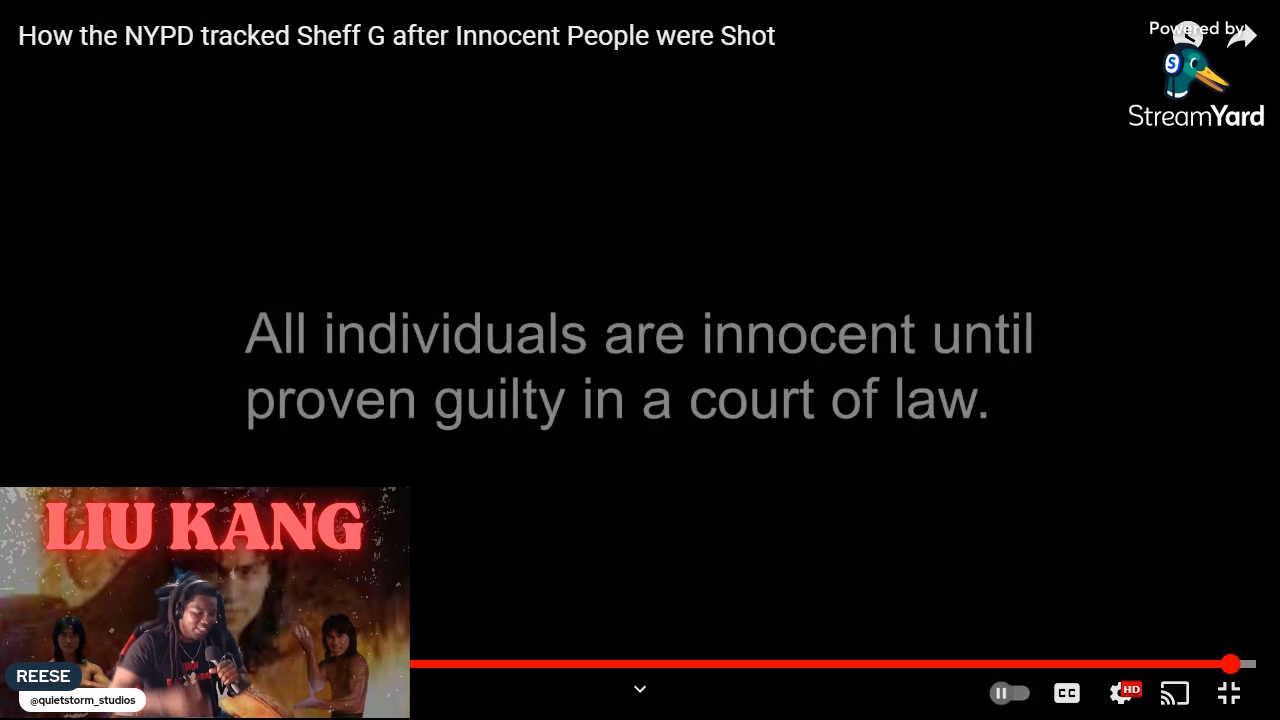 How the NYPD tracked Sheff G after Innocent People were Shot
Powered by
StreamYard
All individuals are innocent until
proven guilty in a court of law.
LIU KANG
REESE
@quietstorm_studios
CC
HD